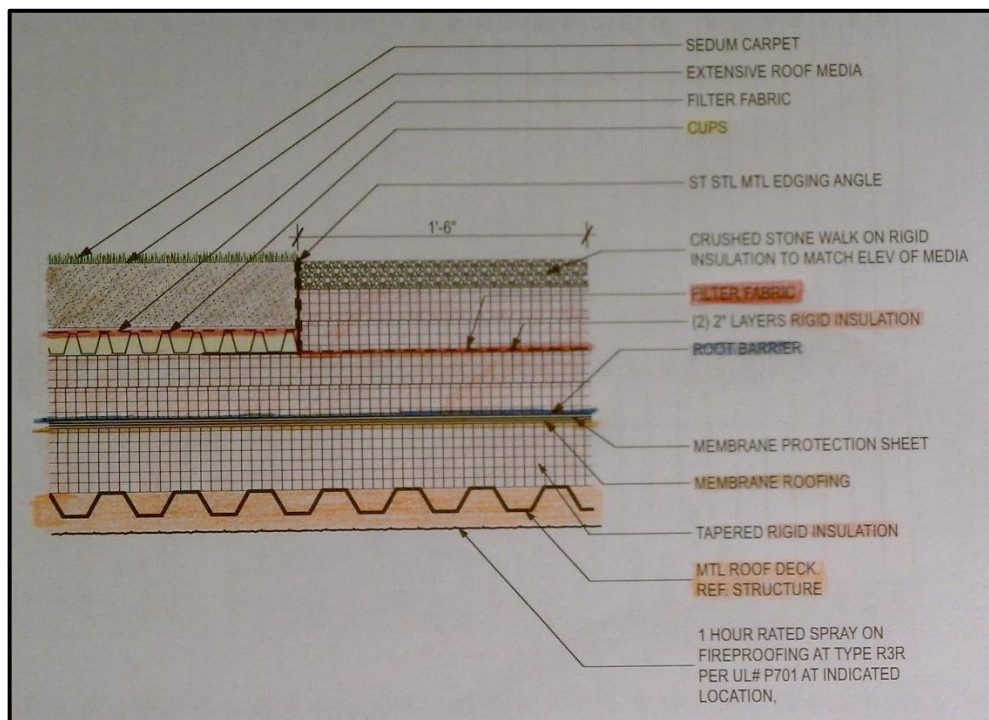 SEDUM CARPET
EXTENSIVE ROOF MEDIA
FILTER FABRIC
CUPS
ST STL MTL EDGING ANGLE
1'-6"
CRUSHED STONE WALK ON RIGID
INSULATION TO MATCH ELEV OF MEDIA
FILTER FABRIC
(2) 2" LAYERS RIGID INSULATION
ROOT BARRIER
MEMBRANE PROTECTION SHEET
MEMBRANE ROOFING
TAPERED RIGID INSULATION
MTL ROOF DECK.
REF. STRUCTURE
1 HOUR RATED SPRAY ON
FIREPROOFING AT TYPE R3R
PER UL# P701 AT INDICATED
LOCATION,